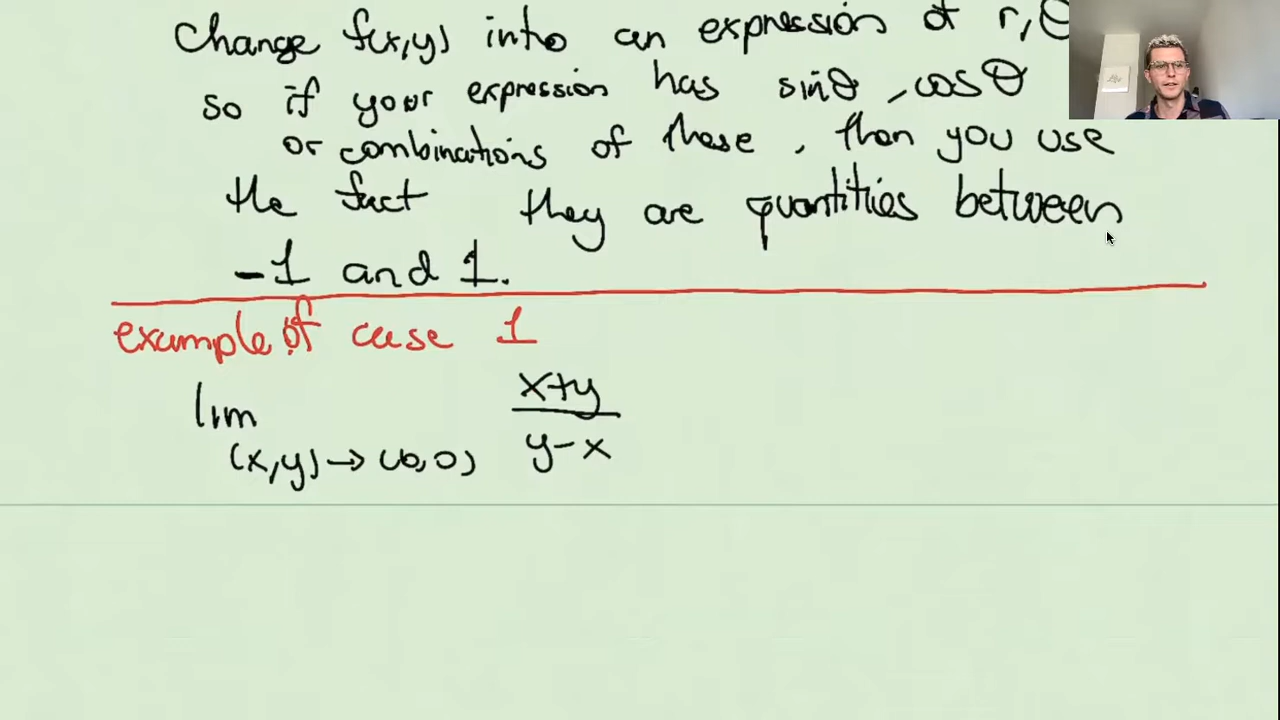 Change f(x,y) into an expression of r,θ
so if your expression has sinθ, cosθ
or combinations of these, then you use
the fact they are quantities between
-1 and 1.
example of case 1
lim
(x,y)→(0,0)
x+y
y-x